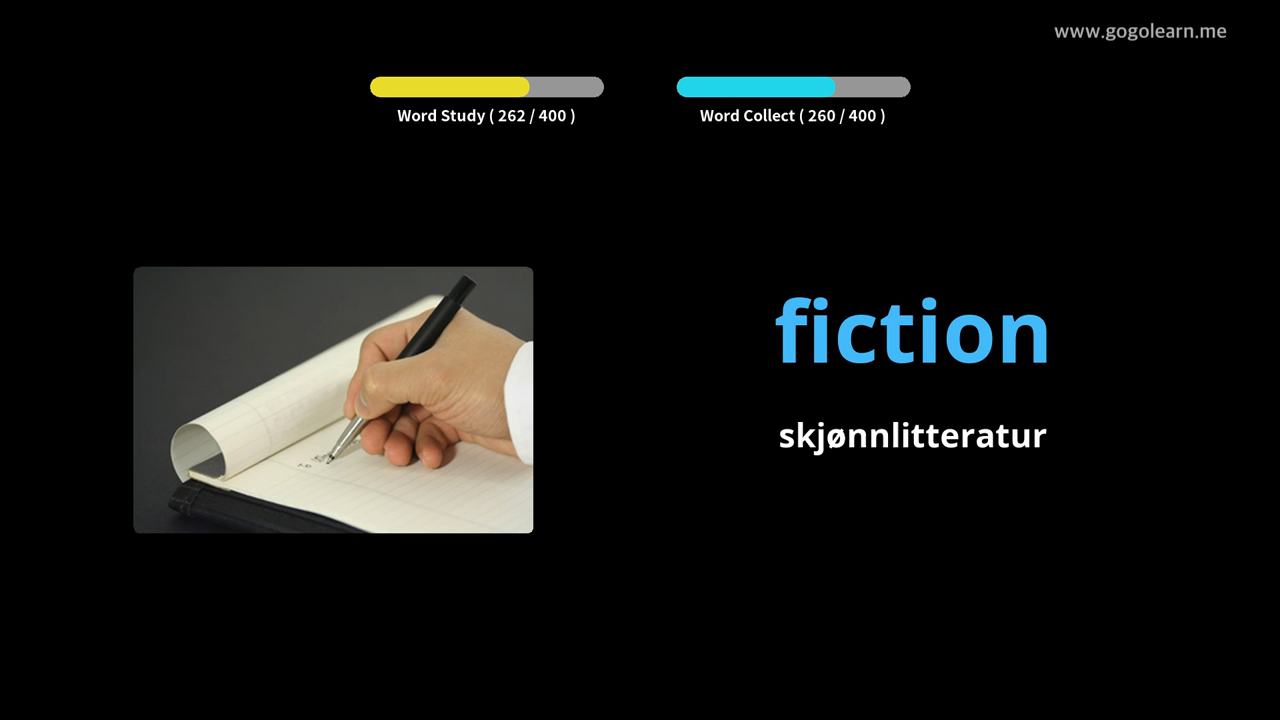 www.gogolearn.me
Word Study ( 262 / 400 )
Word Collect ( 260 / 400 )
fiction
skjønnlitteratur